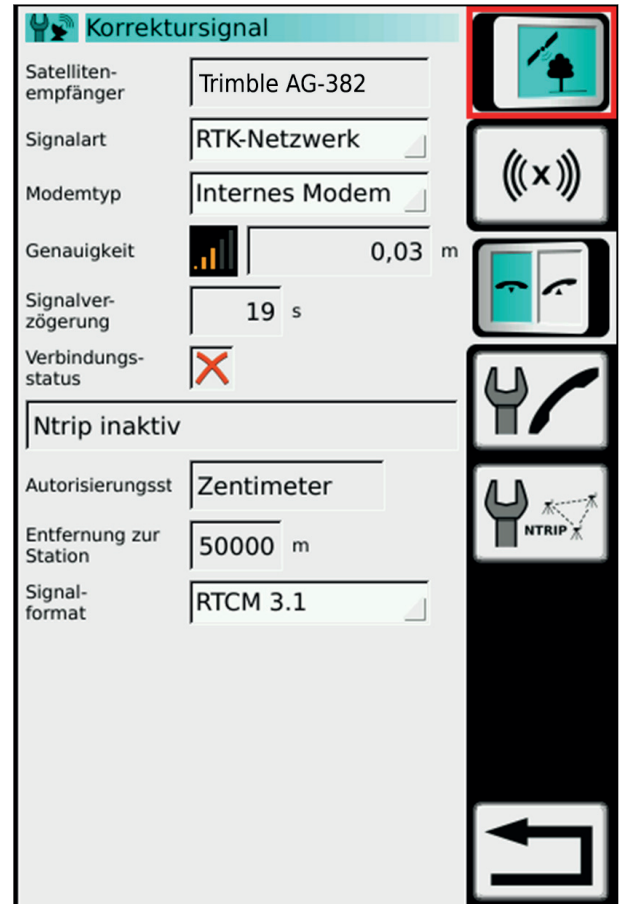 Korrektursignal
Satelliten-
empfänger
Trimble AG-382
Signalart
RTK-Netzwerk
Modemtyp
Internes Modem
Genauigkeit
0,03 m
Signalver-
zögerung
19 s
Verbindungs-
status
Ntrip inaktiv
Autorisierungsst
Zentimeter
Entfernung zur
Station
50000 m
Signal-
format
RTCM 3.1
X
NTRIP